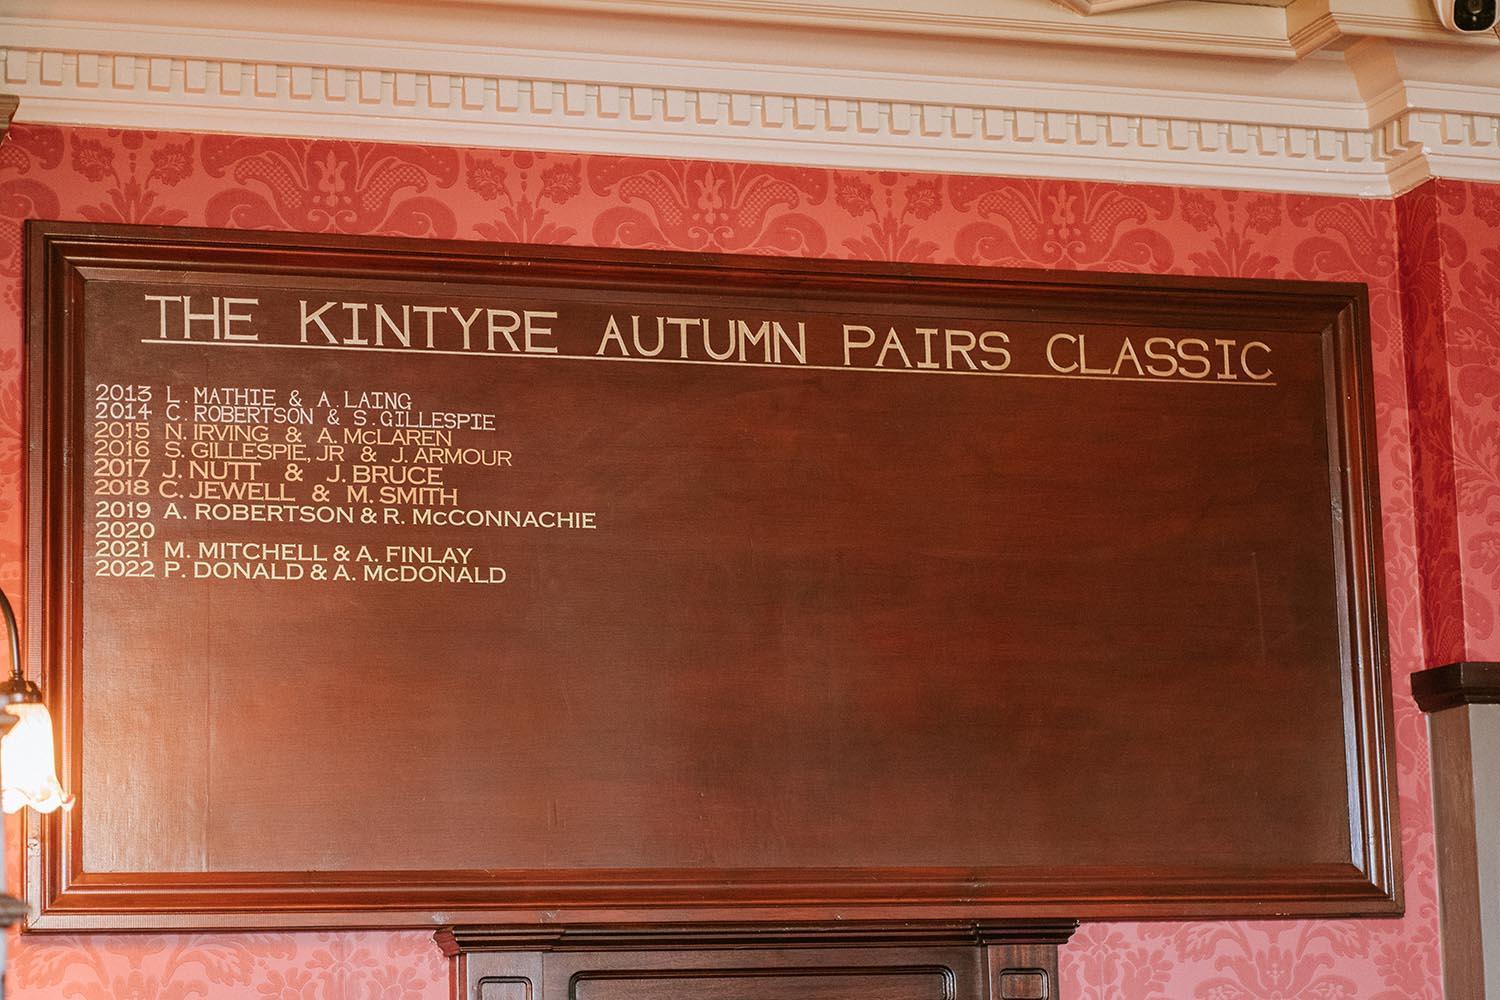 THE KINTYRE AUTUMN PAIRS CLASSIC
2013 L. MATHIE & A. LAING
2014 C. ROBERTSON & S. GILLESPIE
2015 N. IRVING & A. McLAREN
2016 S. GILLESPIE, JR & J. ARMOUR
2017 J. NUTT & J. BRUCE
2018 C. JEWELL & M. SMITH
2019 A. ROBERTSON & R. McCONNACHIE
2020
2021 M. MITCHELL & A. FINLAY
2022 P. DONALD & A. McDONALD